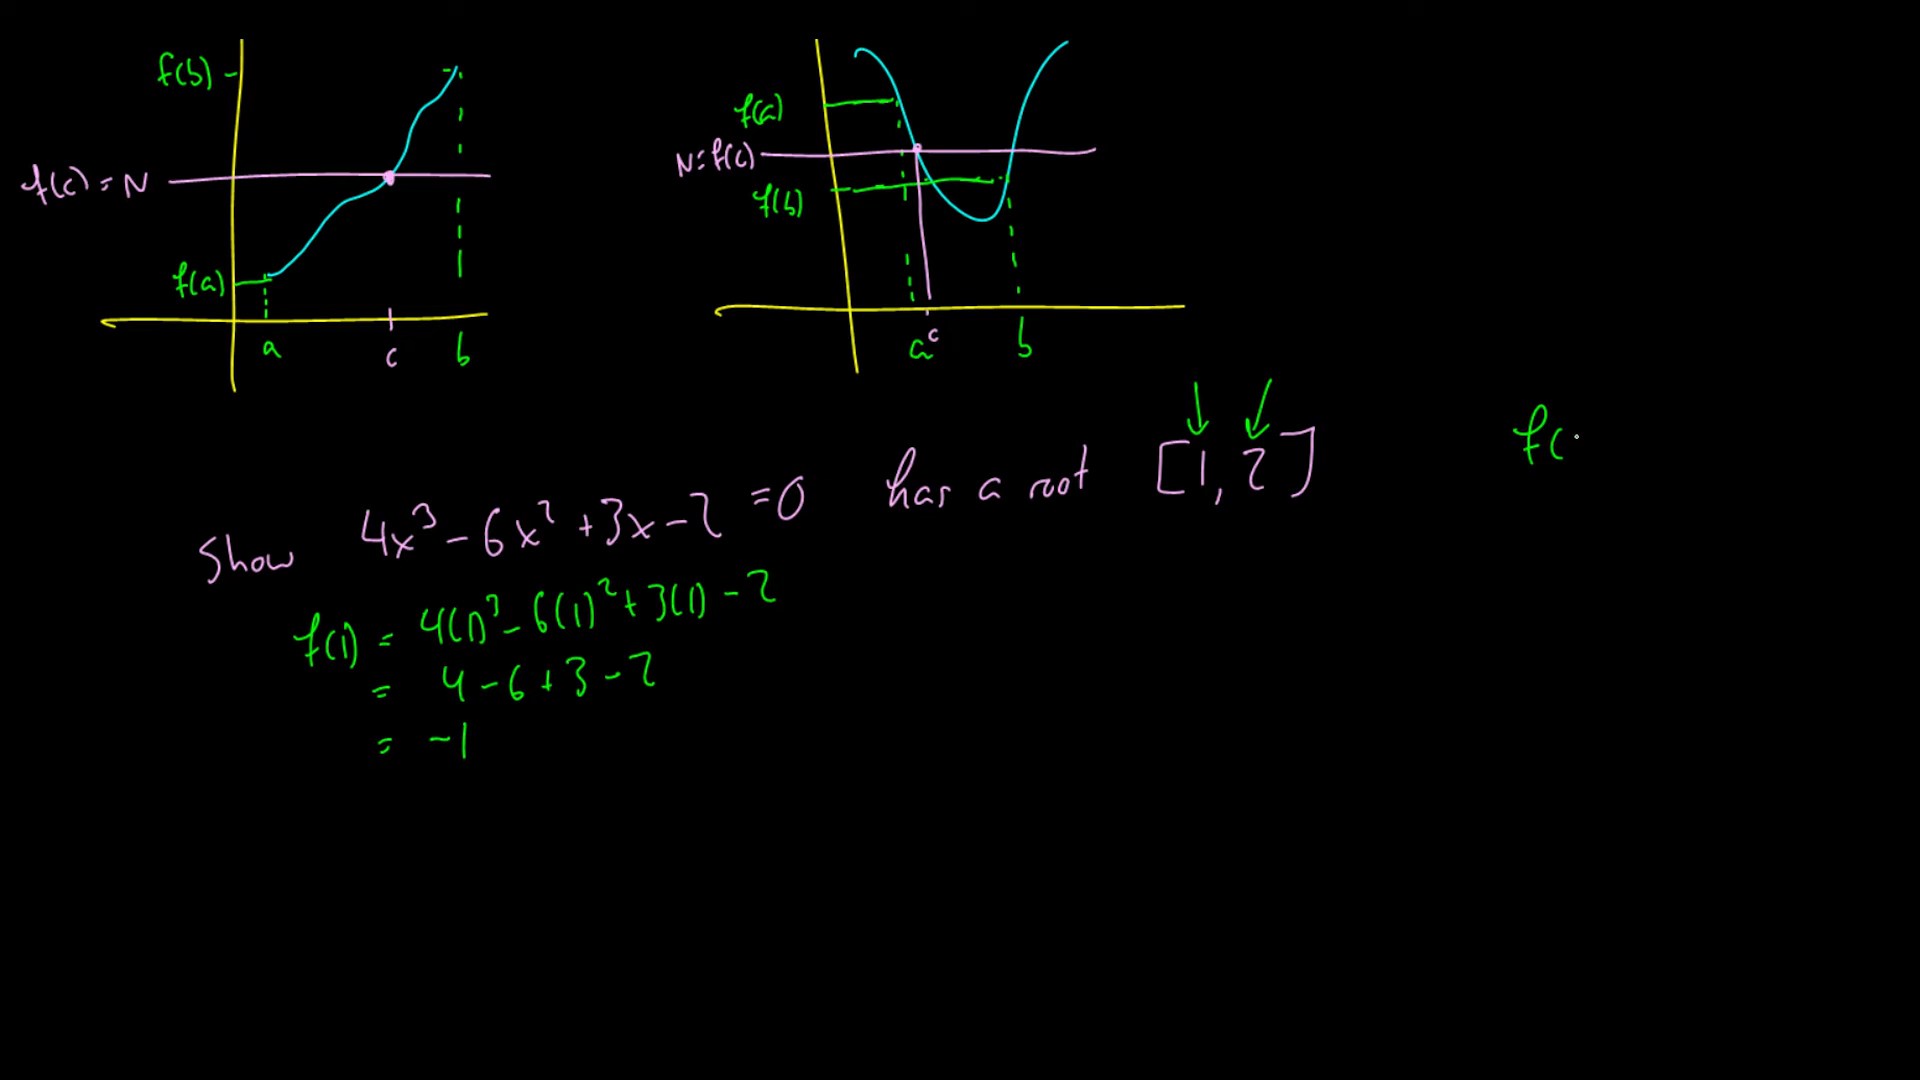 f(b)
f(c) = N
f(a)
a c b
f(a)
N = f(c)
f(b)
a c b
Show 4x³ - 6x² + 3x - 2 = 0 has a root [1, 2]
f(
f(1) = 4(1)³ - 6(1)² + 3(1) - 2
= 4 - 6 + 3 - 2
= -1